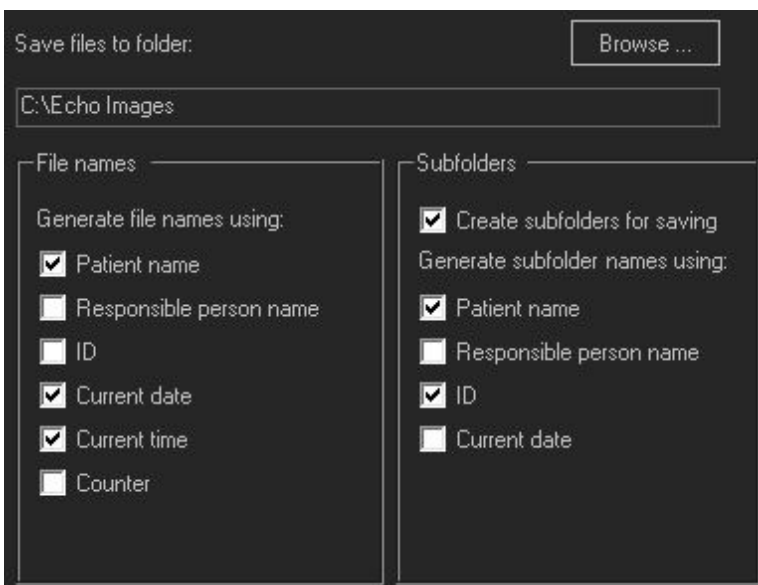 Save files to folder:
Browse ...
C:\Echo Images
File names
Generate file names using:
Patient name
Responsible person name
ID
Current date
Current time
Counter
Subfolders
Create subfolders for saving
Generate subfolder names using:
Patient name
Responsible person name
ID
Current date